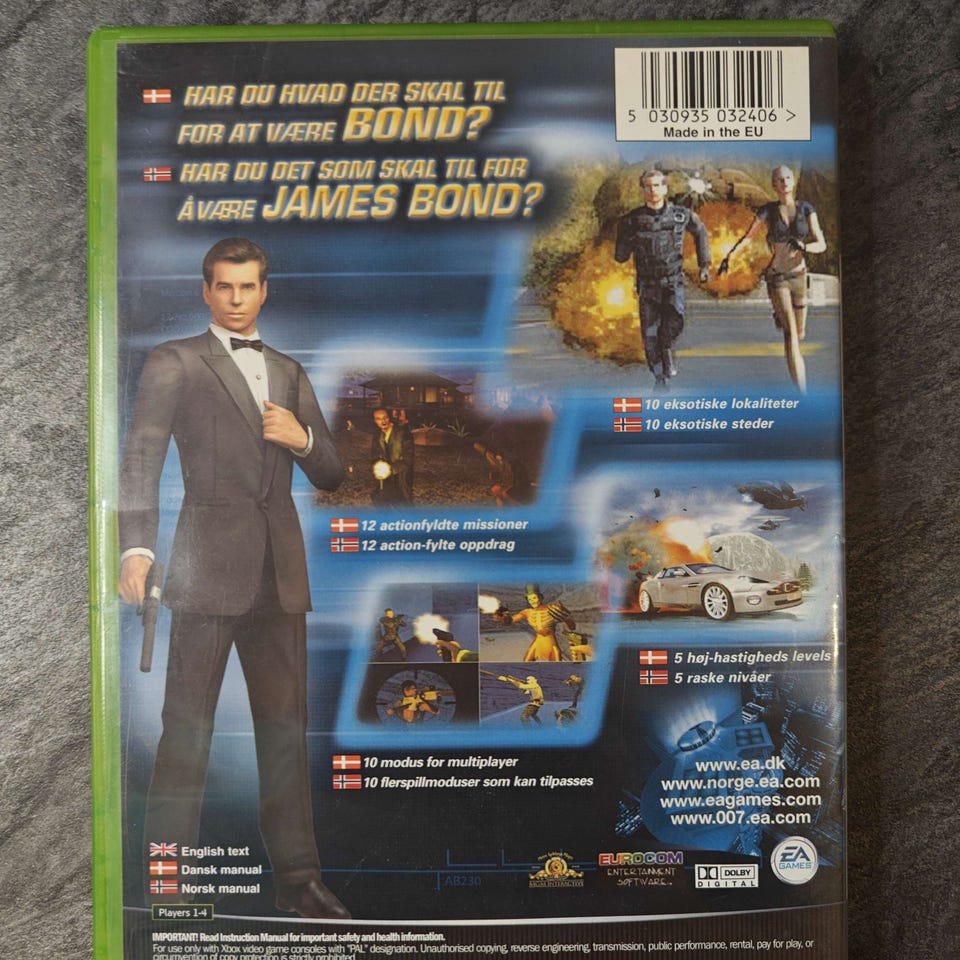 HAR DU HVAD DER SKAL TIL
FOR AT VÆRE BOND?
HAR DU DET SOM SKAL TIL FOR
Å VÆRE JAMES BOND?
5 030935 032406 >
Made in the EU
10 eksotiske lokaliteter
10 eksotiske steder
12 actionfyldte missioner
12 action-fylte oppdrag
5 høj-hastigheds levels
5 raske nivåer
10 modus for multiplayer
10 flerspillmoduser som kan tilpasses
www.ea.dk
www.norge.ea.com
www.eagames.com
www.007.ea.com
English text
Dansk manual
Norsk manual
AB230
MGM INTERACTIVE
EUROCOM
ENTERTAINMENT
SOFTWARE
DOLBY
DIGITAL
EA
GAMES
Players 1-4
IMPORTANT! Read Instruction Manual for important safety and health information.
For use only with Xbox video game consoles with "PAL" designation. Unauthorised copying, reverse engineering, transmission, public performance, rental, pay for play, or
circumvention of copy protection is strictly prohibited.